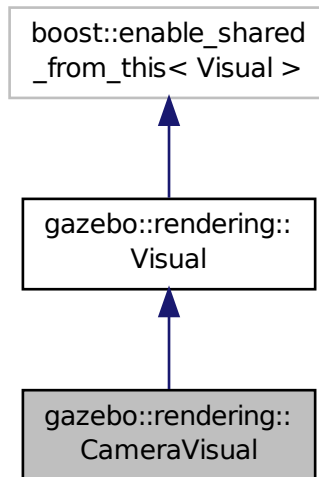 boost::enable_shared
_from_this< Visual >
gazebo::rendering::
Visual
gazebo::rendering::
CameraVisual